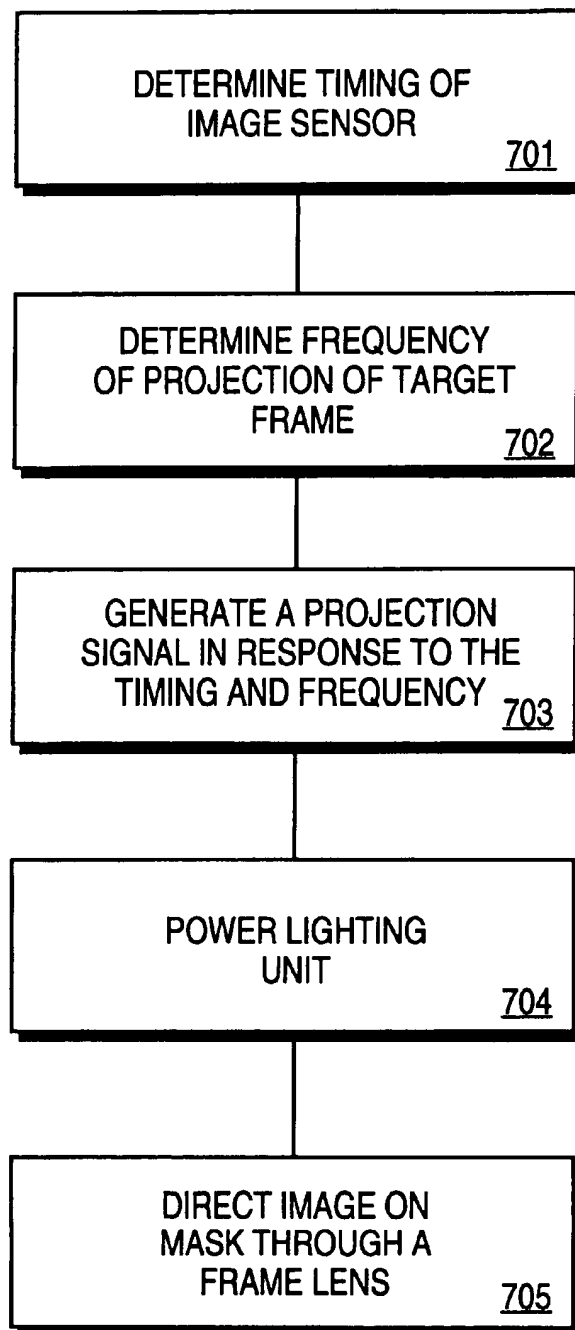 DETERMINE TIMING OF
IMAGE SENSOR
701
DETERMINE FREQUENCY
OF PROJECTION OF TARGET
FRAME
702
GENERATE A PROJECTION
SIGNAL IN RESPONSE TO THE
TIMING AND FREQUENCY
703
POWER LIGHTING
UNIT
704
DIRECT IMAGE ON
MASK THROUGH A
FRAME LENS
705